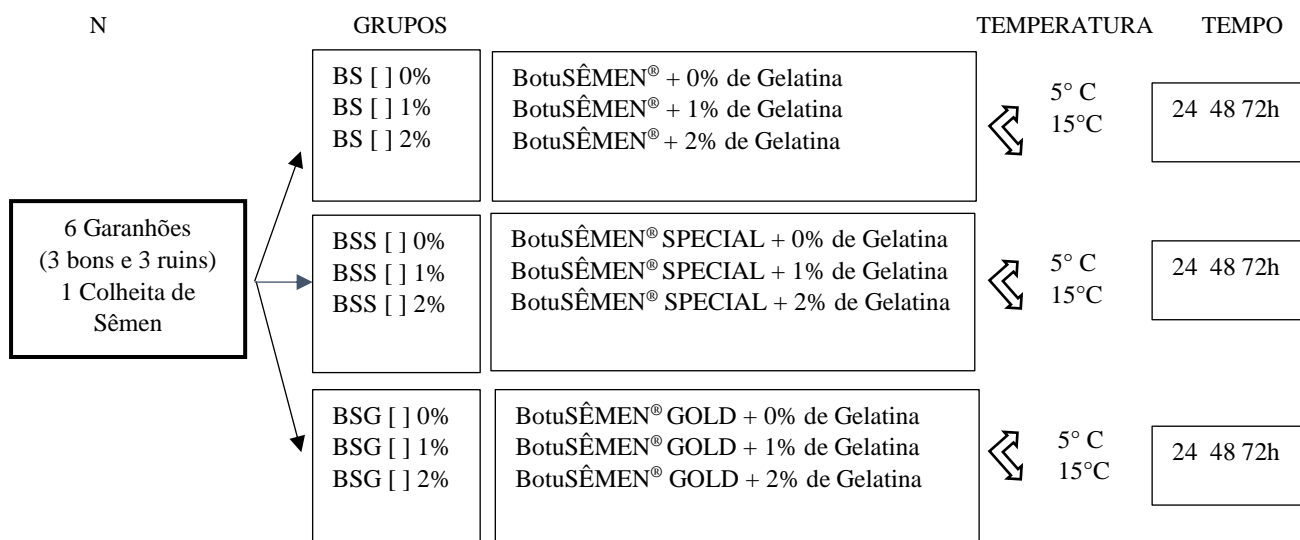 N GRUPOS TEMPERATURA TEMPO
6 Garanhões
(3 bons e 3 ruins)
1 Colheita de
Sêmen
BS [ ] 0%
BS [ ] 1%
BS [ ] 2%
BotuSÊMEN® + 0% de Gelatina
BotuSÊMEN® + 1% de Gelatina
BotuSÊMEN® + 2% de Gelatina
5° C
15°C
24 48 72h
BSS [ ] 0%
BSS [ ] 1%
BSS [ ] 2%
BotuSÊMEN® SPECIAL + 0% de Gelatina
BotuSÊMEN® SPECIAL + 1% de Gelatina
BotuSÊMEN® SPECIAL + 2% de Gelatina
5° C
15°C
24 48 72h
BSG [ ] 0%
BSG [ ] 1%
BSG [ ] 2%
BotuSÊMEN® GOLD + 0% de Gelatina
BotuSÊMEN® GOLD + 1% de Gelatina
BotuSÊMEN® GOLD + 2% de Gelatina
5° C
15°C
24 48 72h